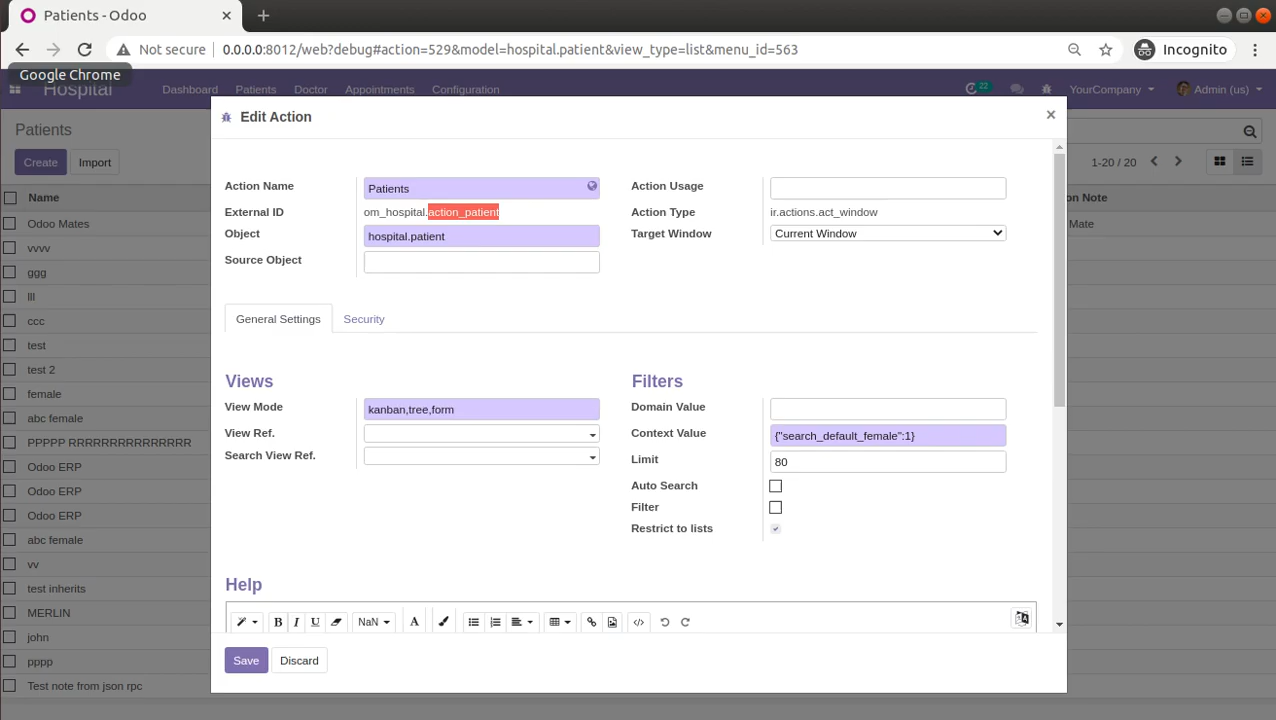 Patients - Odoo
Not secure 0.0.0.0:8012/web?debug#action=529&model=hospital.patient&view_type=list&menu_id=563 Incognito
Google Chrome
Hospital Dashboard Patients Doctor Appointments Configuration 22 YourCompany Admin (us)
Patients
Create Import 1-20 / 20
Edit Action
Action Name Patients Action Usage
External ID om_hospital.action_patient Action Type ir.actions.act_window
Object hospital.patient Target Window Current Window
Source Object
General Settings Security
Views Filters
View Mode kanban,tree,form Domain Value
View Ref. Context Value {"search_default_female":1}
Search View Ref. Limit 80
Auto Search
Filter
Restrict to lists
Help
B I U NaN A
Save Discard
Name on Note
Odoo Mates Mate
vvvv
ggg
lll
ccc
test
test 2
female
abc female
PPPPP RRRRRRRRRRRRRRRR
Odoo ERP
Odoo ERP
Odoo ERP
abc female
vv
test inherits
MERLIN
john
pppp
Test note from json rpc